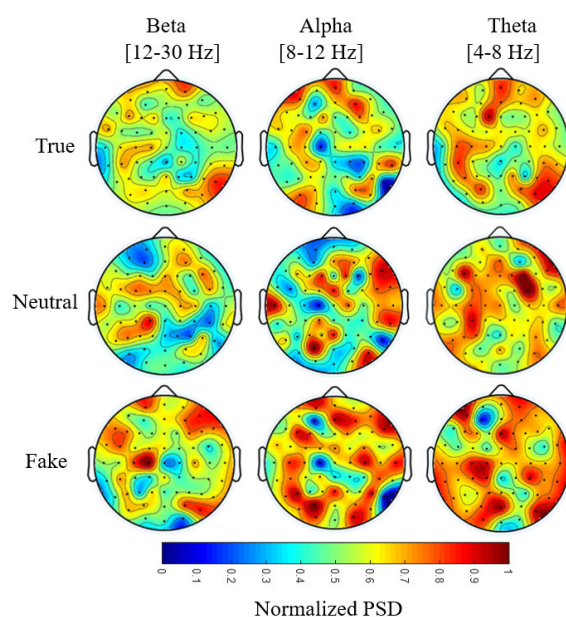 Beta Alpha Theta
[12-30 Hz] [8-12 Hz] [4-8 Hz]
True
Neutral
Fake
0 0.1 0.2 0.3 0.4 0.5 0.6 0.7 0.8 0.9 1
Normalized PSD